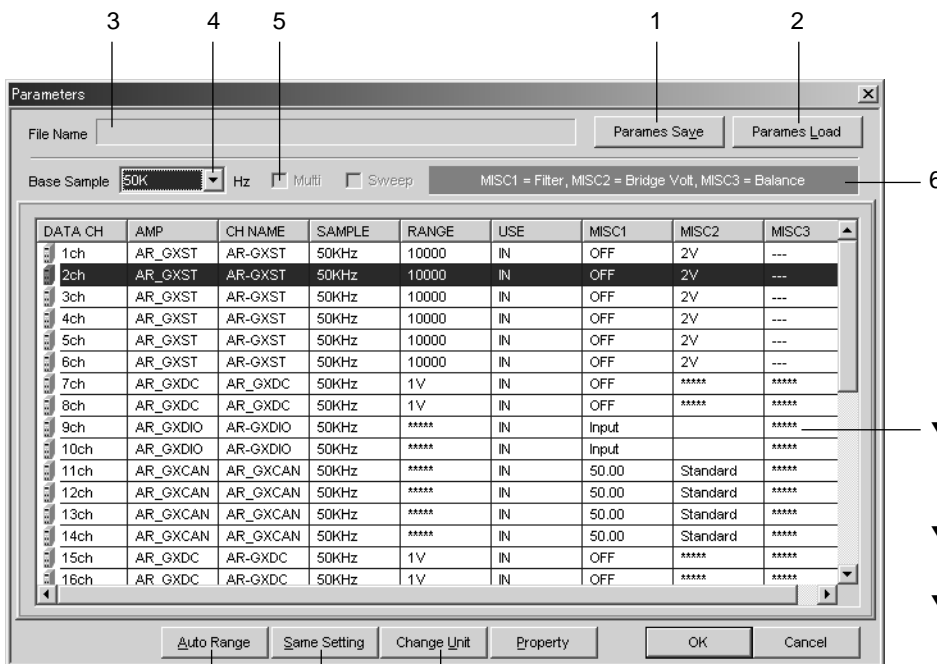 3 4 5 1 2
Parameters
File Name Parames Save Parames Load
Base Sample 50K Hz Multi Sweep MISC1 = Filter, MISC2 = Bridge Volt, MISC3 = Balance 6
DATA CH AMP CH NAME SAMPLE RANGE USE MISC1 MISC2 MISC3
1ch AR_GXST AR-GXST 50KHz 10000 IN OFF 2V ---
2ch AR_GXST AR-GXST 50KHz 10000 IN OFF 2V ---
3ch AR_GXST AR-GXST 50KHz 10000 IN OFF 2V ---
4ch AR_GXST AR-GXST 50KHz 10000 IN OFF 2V ---
5ch AR_GXST AR-GXST 50KHz 10000 IN OFF 2V ---
6ch AR_GXST AR-GXST 50KHz 10000 IN OFF 2V ---
7ch AR_GXDC AR_GXDC 50KHz 1V IN OFF ***** *****
8ch AR_GXDC AR_GXDC 50KHz 1V IN OFF ***** *****
9ch AR_GXDIO AR-GXDIO 50KHz ***** IN Input *****
10ch AR_GXDIO AR-GXDIO 50KHz ***** IN Input *****
11ch AR_GXCAN AR_GXCAN 50KHz ***** IN 50.00 Standard *****
12ch AR_GXCAN AR_GXCAN 50KHz ***** IN 50.00 Standard *****
13ch AR_GXCAN AR_GXCAN 50KHz ***** IN 50.00 Standard *****
14ch AR_GXCAN AR_GXCAN 50KHz ***** IN 50.00 Standard *****
15ch AR_GXDC AR-GXDC 50KHz 1V IN OFF ***** *****
16ch AR_GXDC AR-GXDC 50KHz 1V IN OFF ***** *****
Auto Range Same Setting Change Unit Property OK Cancel